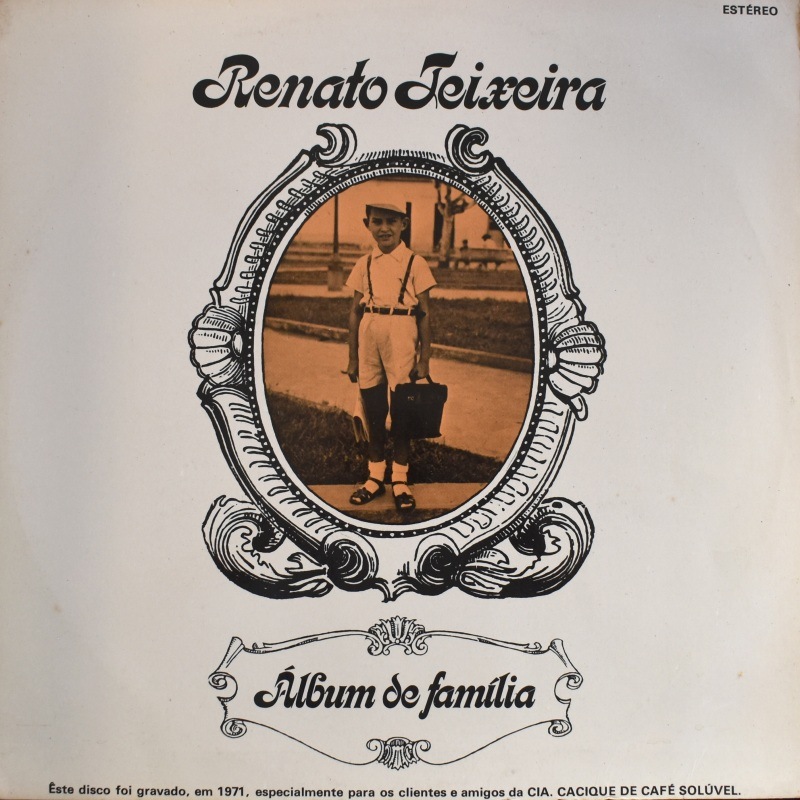 ESTÉREO
Renato Teixeira
Álbum de família
Êste disco foi gravado, em 1971, especialmente para os clientes e amigos da CIA. CACIQUE DE CAFÉ SOLÚVEL.